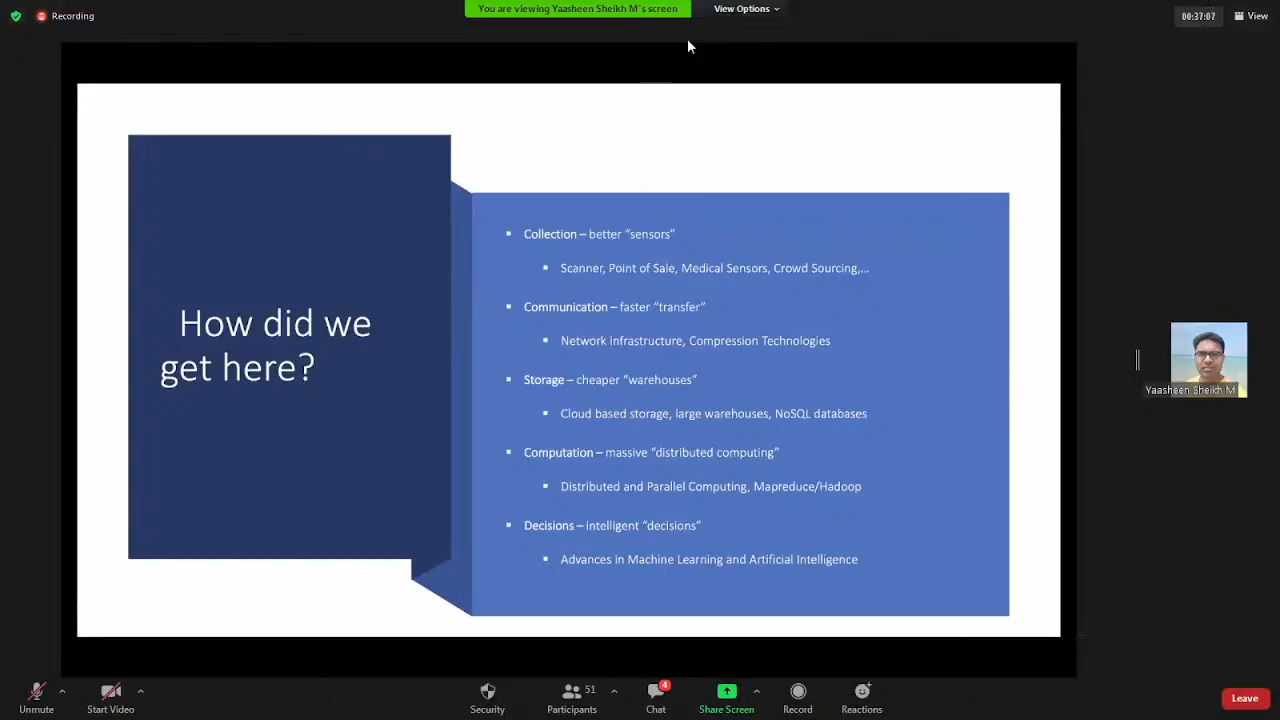 Recording
You are viewing Yaasheen Sheikh M's screen
View Options
00:37:07
View
How did we
get here?
▪ Collection – better “sensors”
▪ Scanner, Point of Sale, Medical Sensors, Crowd Sourcing,...
▪ Communication – faster “transfer”
▪ Network infrastructure, Compression Technologies
▪ Storage – cheaper “warehouses”
▪ Cloud based storage, large warehouses, NoSQL databases
▪ Computation – massive “distributed computing”
▪ Distributed and Parallel Computing, Mapreduce/Hadoop
▪ Decisions – intelligent “decisions”
▪ Advances in Machine Learning and Artificial Intelligence
Yaasheen Sheikh M
Unmute
Start Video
Security
51
Participants
4
Chat
Share Screen
Record
Reactions
Leave